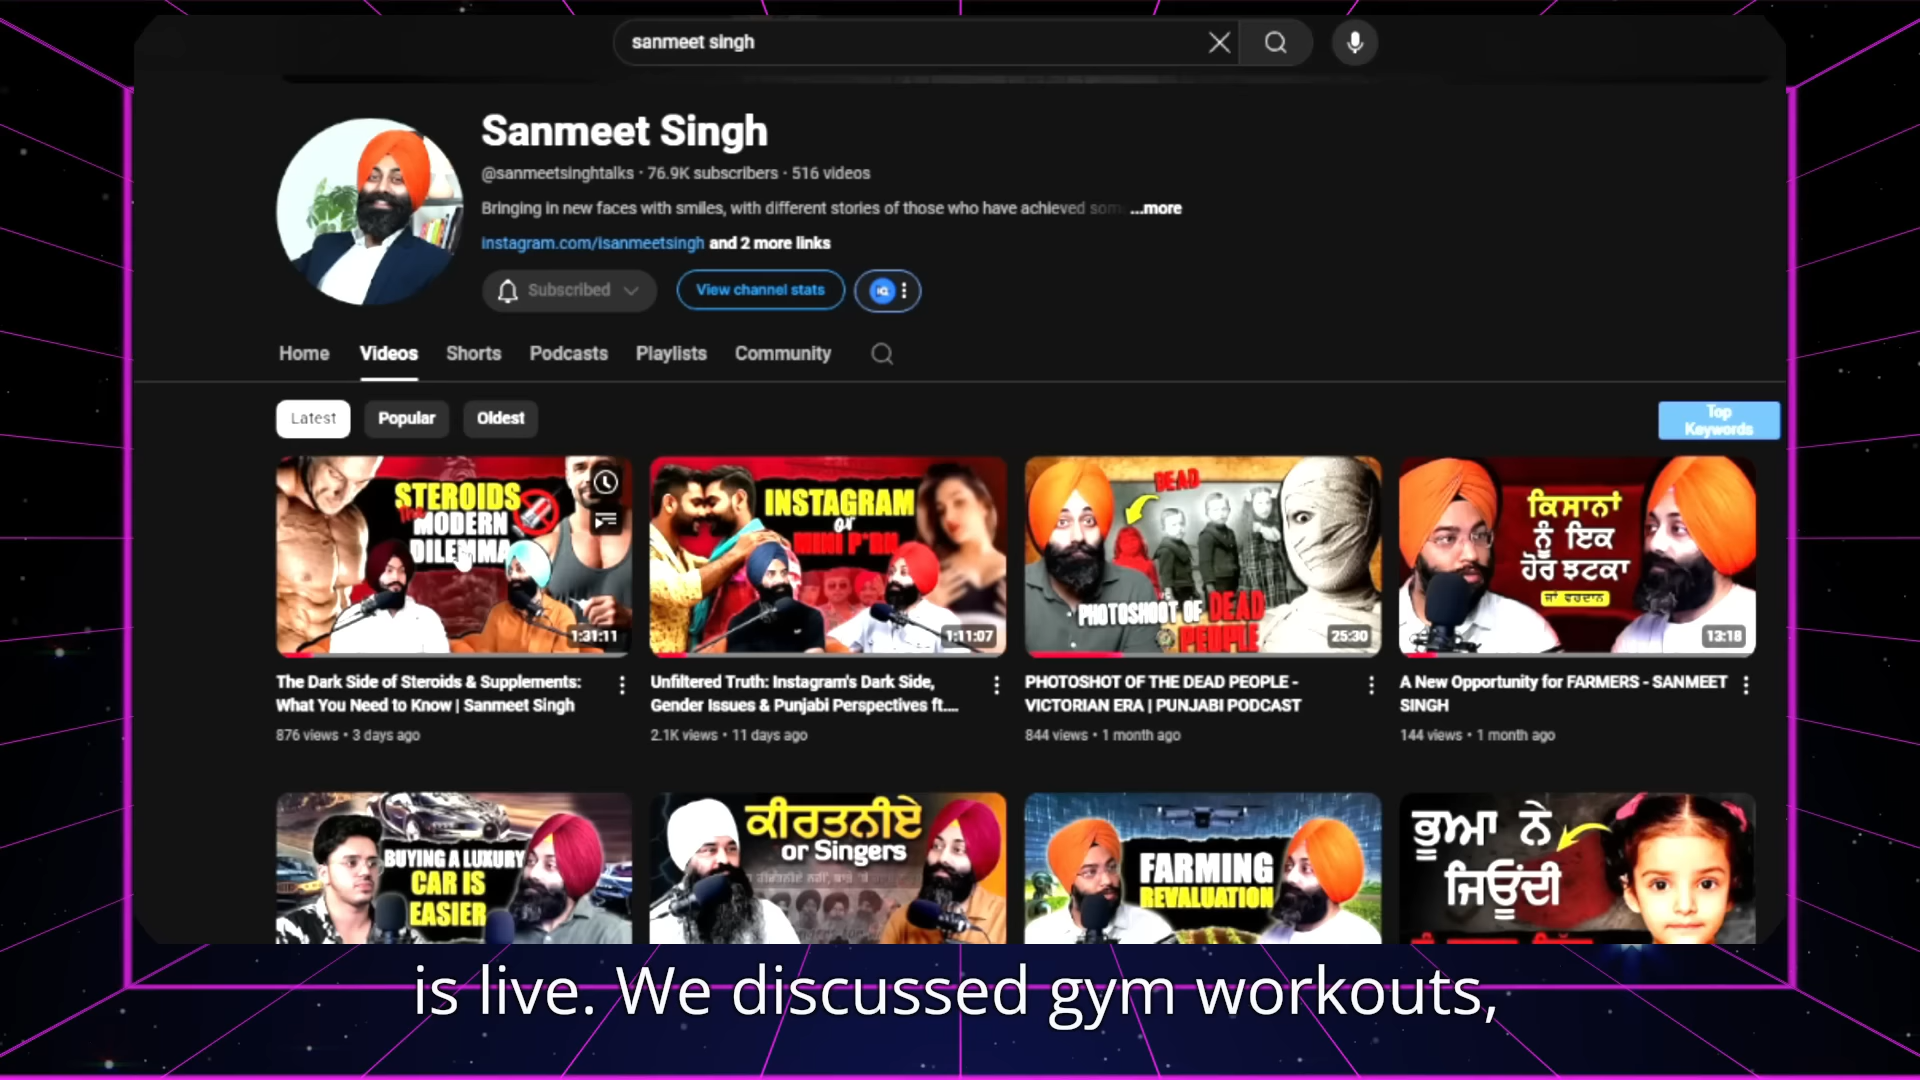 sanmeet singh
Sanmeet Singh
@sanmeetsinghtalks · 76.9K subscribers · 516 videos
Bringing in new faces with smiles, with different stories of those who have achieved som ...more
instagram.com/isanmeetsingh and 2 more links
Subscribed
View channel stats
Home Videos Shorts Podcasts Playlists Community
Latest Popular Oldest
Top
Keywords
STEROIDS
The MODERN
DILEMMA
1:31:11
INSTAGRAM
or
MINI P*RN
1:11:07
DEAD
PHOTOSHOOT OF DEAD
PEOPLE
25:30
ਕਿਸਾਨਾਂ
ਨੂੰ ਇਕ
ਹੋਰ ਝਟਕਾ
ਜਾਂ ਵਰਦਾਨ
13:18
The Dark Side of Steroids & Supplements:
What You Need to Know | Sanmeet Singh
876 views · 3 days ago
Unfiltered Truth: Instagram's Dark Side,
Gender Issues & Punjabi Perspectives ft....
2.1K views · 11 days ago
PHOTOSHOT OF THE DEAD PEOPLE -
VICTORIAN ERA | PUNJABI PODCAST
844 views · 1 month ago
A New Opportunity for FARMERS - SANMEET
SINGH
144 views · 1 month ago
BUYING A LUXURY
CAR IS
EASIER
ਕੀਰਤਨੀਏ
or Singers
FARMING
REVALUATION
ਭੂਆ ਨੇ
ਜਿਓਂਦੀ
is live. We discussed gym workouts,